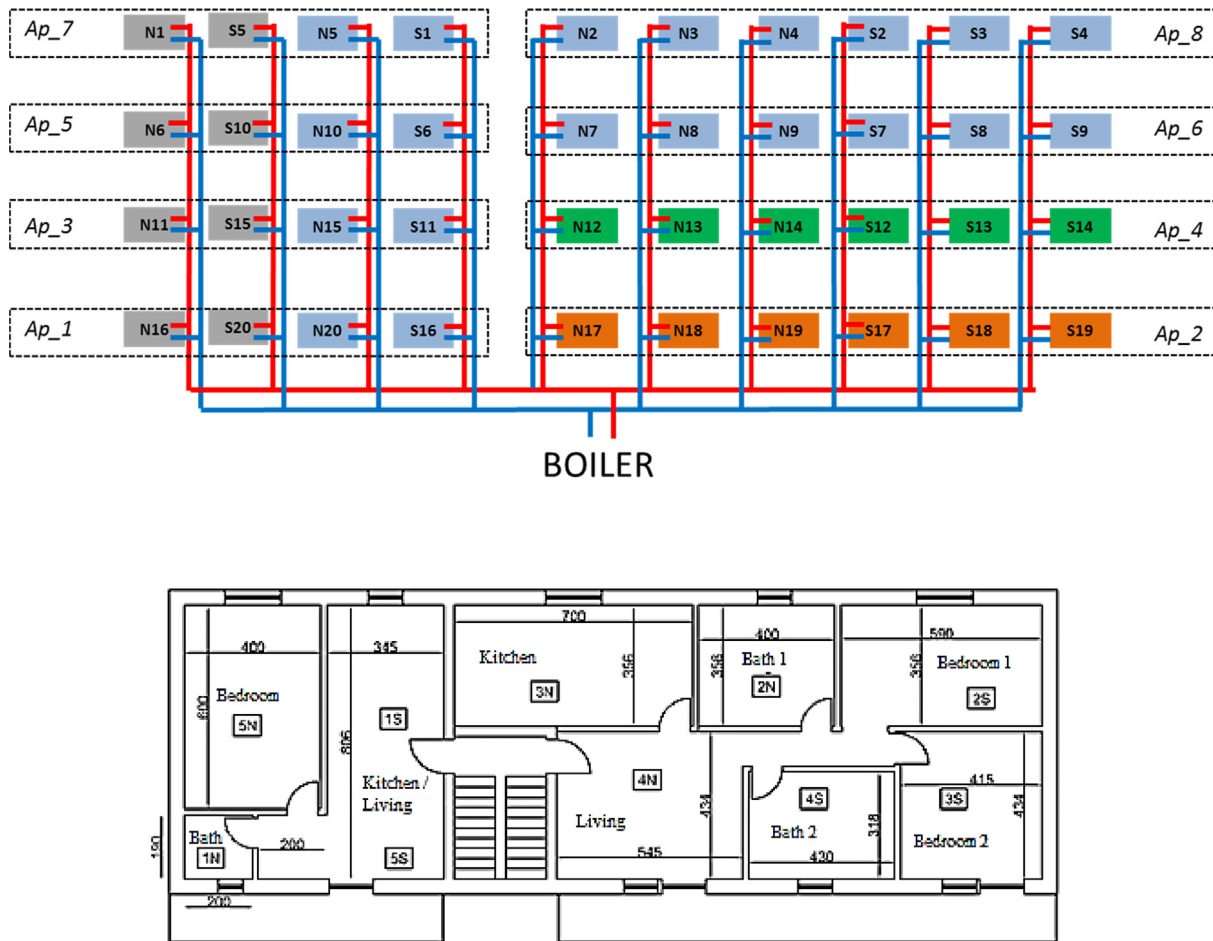 Ap_7 N1 S5 N5 S1 N2 N3 N4 S2 S3 S4 Ap_8
Ap_5 N6 S10 N10 S6 N7 N8 N9 S7 S8 S9 Ap_6
Ap_3 N11 S15 N15 S11 N12 N13 N14 S12 S13 S14 Ap_4
Ap_1 N16 S20 N20 S16 N17 N18 N19 S17 S18 S19 Ap_2
BOILER
700
400 345 400 590
Kitchen 356 Bath 1 356 356 Bedroom 1
Bedroom 3N 2N 2S
600 5N 1S
806
Kitchen / 4N 415
Living 434 4S 3S 434
Living Bath 2 318
190 Bath 200 545 430 Bedroom 2
1N 5S
200